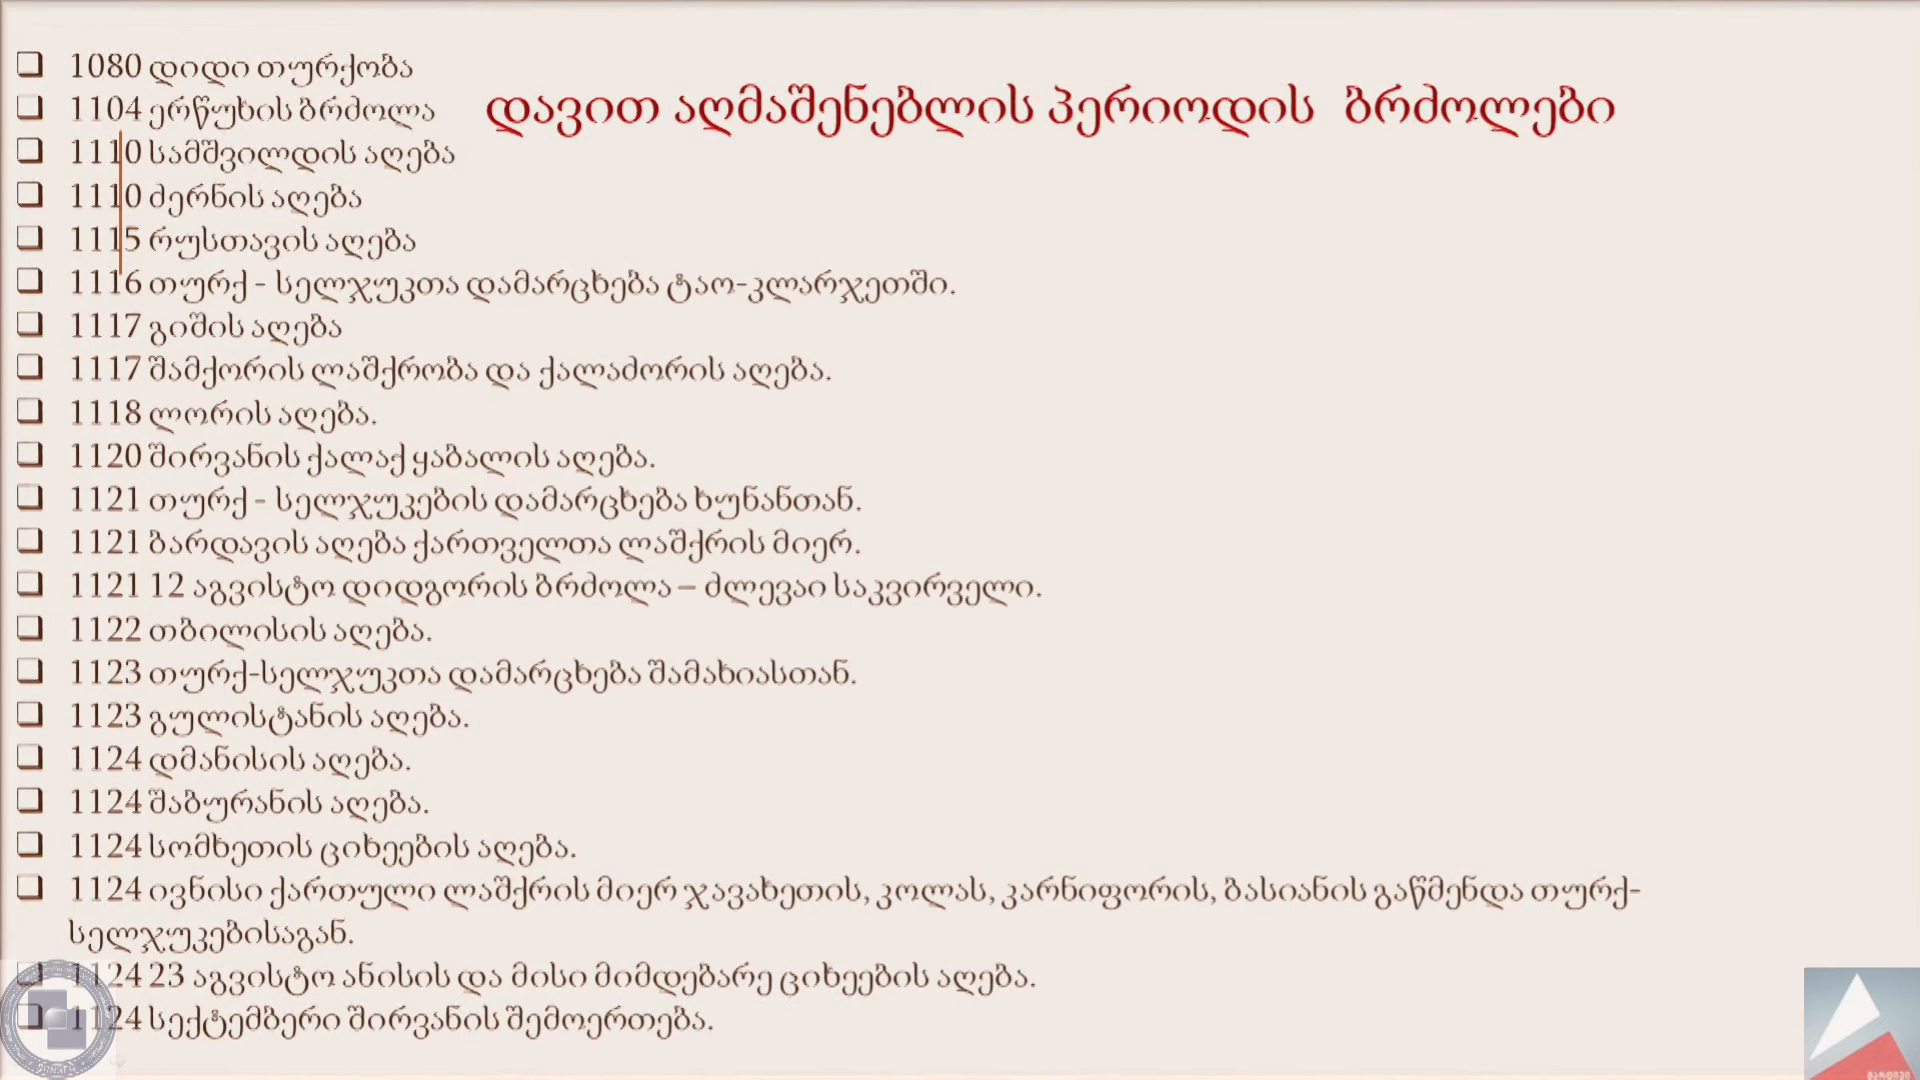 დავით აღმაშენებლის პერიოდის ბრძოლები
1080 დიდი თურქობა
1104 ერწუხის ბრძოლა
1110 სამშვილდის აღება
1110 ძერნის აღება
1115 რუსთავის აღება
1116 თურქ - სელჯუკთა დამარცხება ტაო-კლარჯეთში.
1117 გიშის აღება
1117 შამქორის ლაშქრობა და ქალაძორის აღება.
1118 ლორის აღება.
1120 შირვანის ქალაქ ყაბალის აღება.
1121 თურქ - სელჯუკების დამარცხება ხუნანთან.
1121 ბარდავის აღება ქართველთა ლაშქრის მიერ.
1121 12 აგვისტო დიდგორის ბრძოლა – ძლევაი საკვირველი.
1122 თბილისის აღება.
1123 თურქ-სელჯუკთა დამარცხება შამახიასთან.
1123 გულისტანის აღება.
1124 დმანისის აღება.
1124 შაბურანის აღება.
1124 სომხეთის ციხეების აღება.
1124 ივნისი ქართული ლაშქრის მიერ ჯავახეთის, კოლას, კარნიფორის, ბასიანის გაწმენდა თურქ-
სელჯუკებისაგან.
1124 23 აგვისტო ანისის და მისი მიმდებარე ციხეების აღება.
1124 სექტემბერი შირვანის შემოერთება.